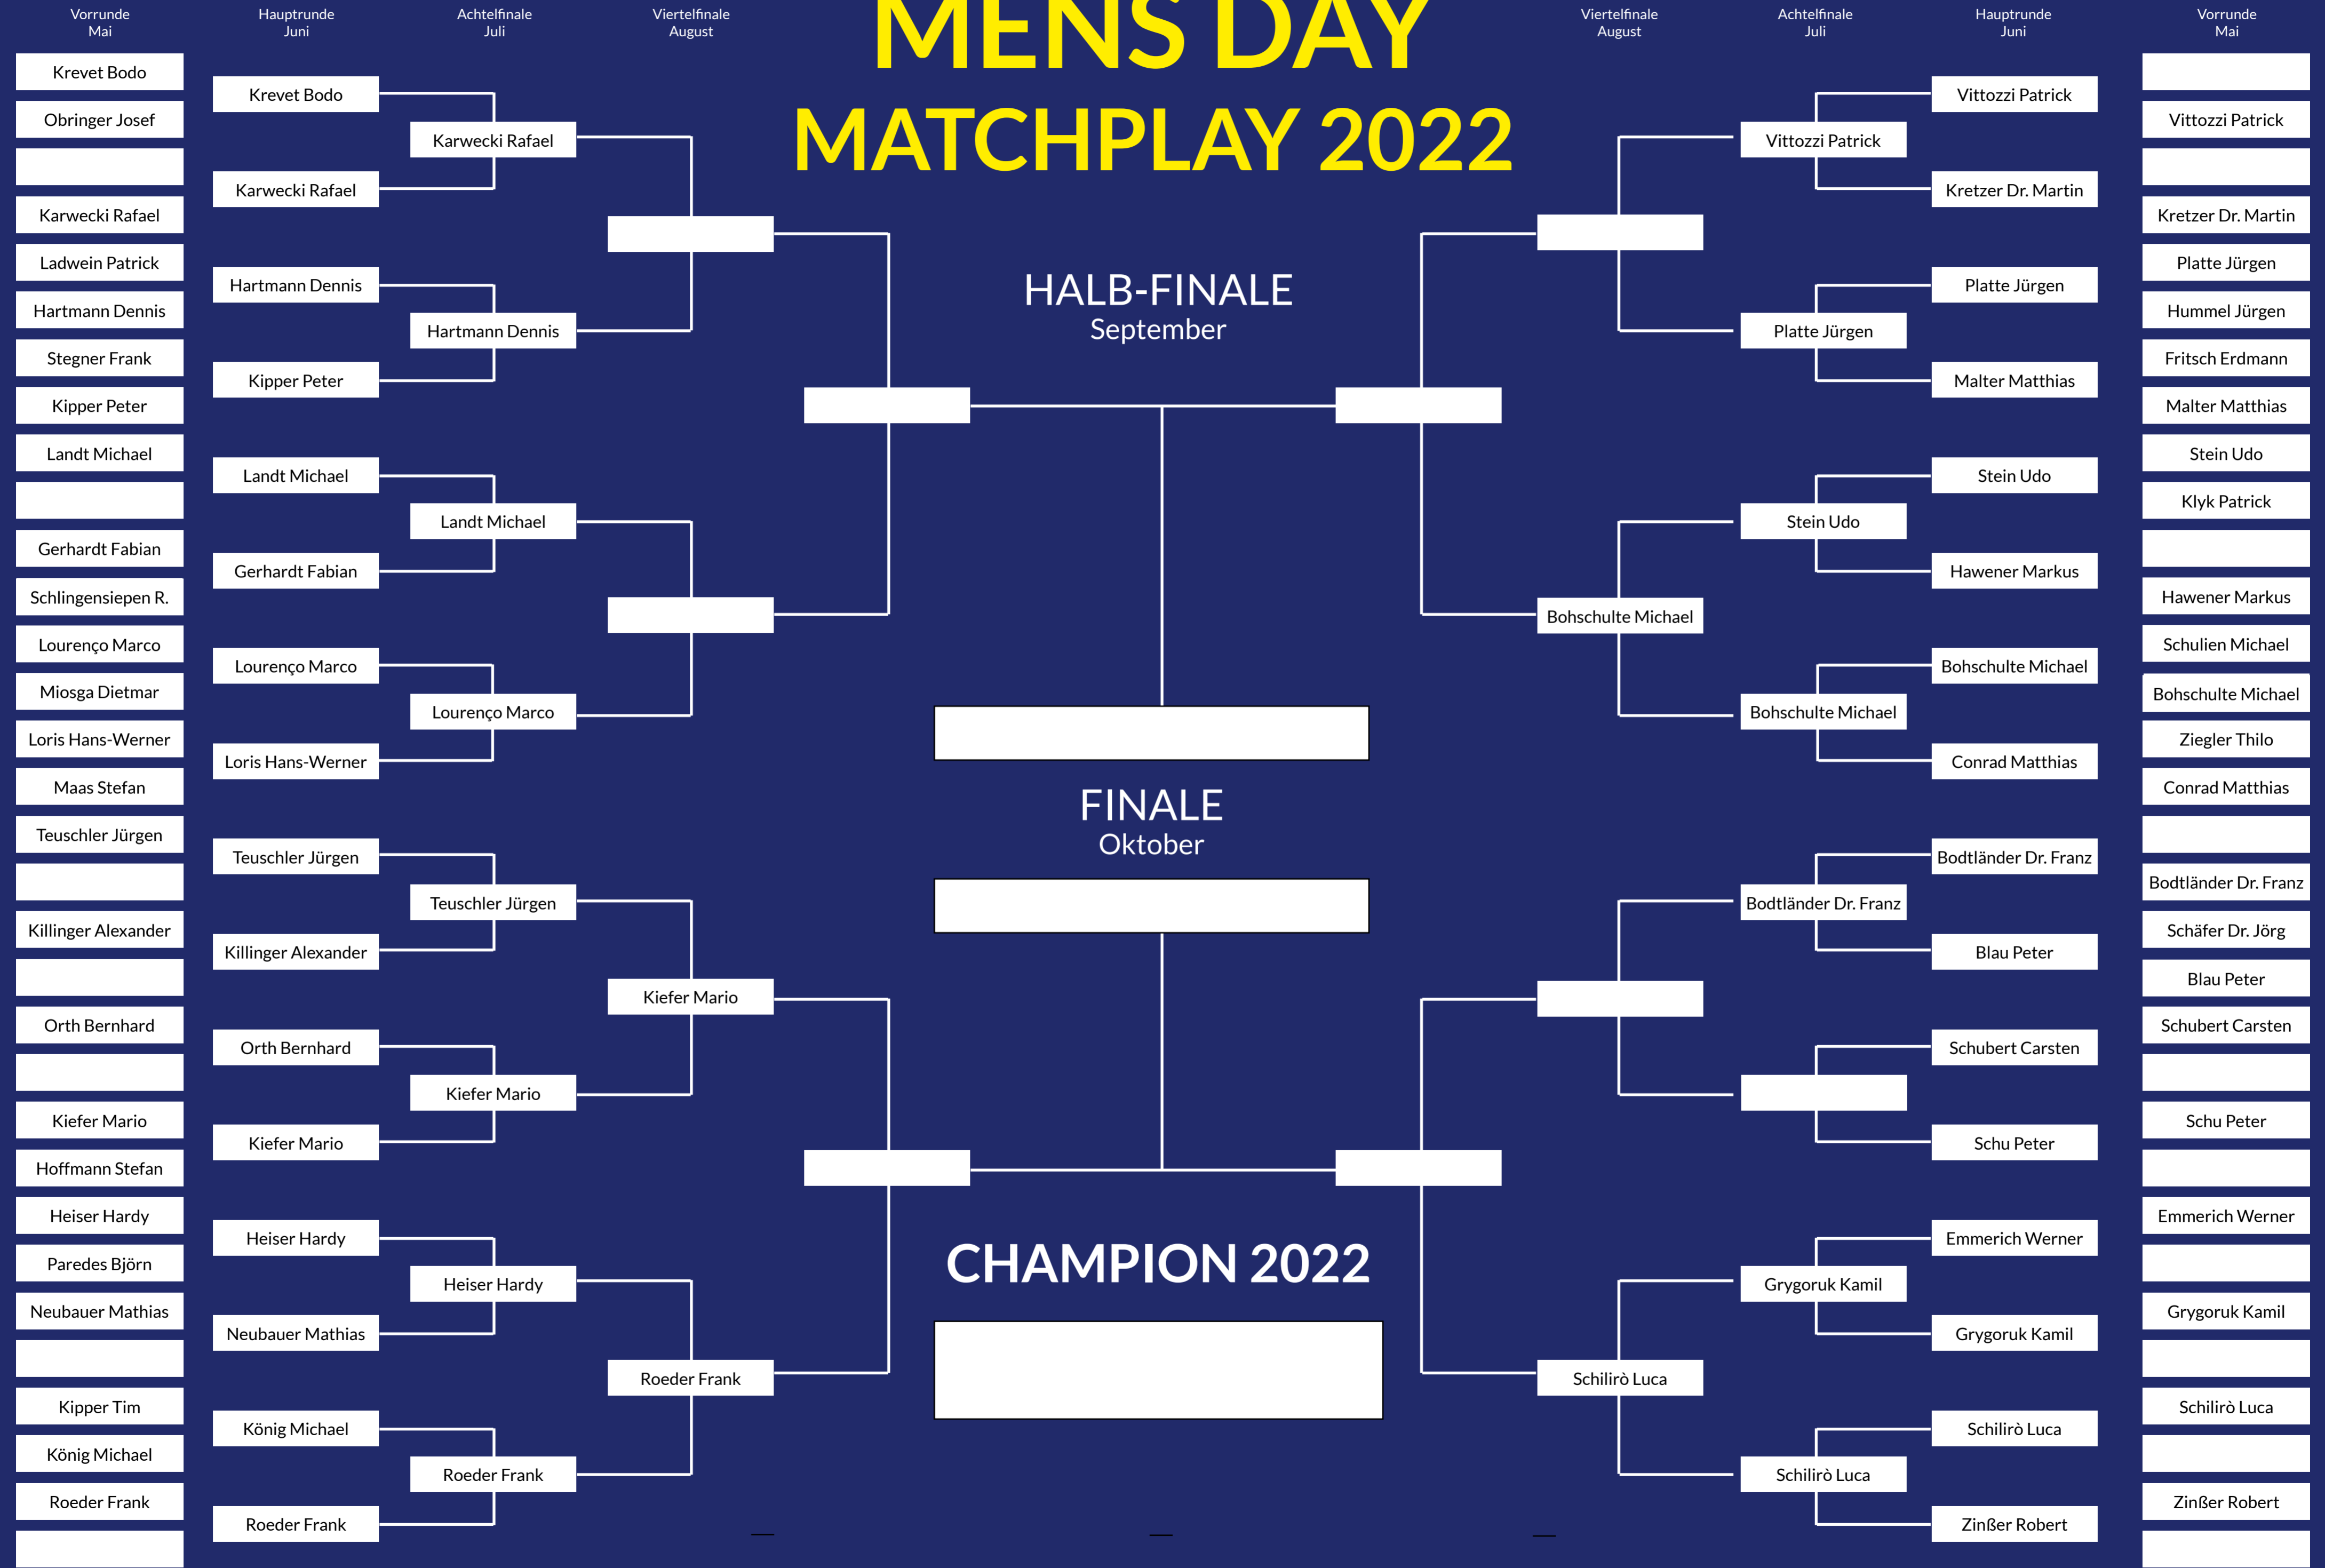 Vorrunde
Mai
Hauptrunde
Juni
Achtelfinale
Juli
Viertelfinale
August
MENS DAY
MATCHPLAY 2022
Viertelfinale
August
Achtelfinale
Juli
Hauptrunde
Juni
Vorrunde
Mai
Krevet Bodo
Obringer Josef
Karwecki Rafael
Ladwein Patrick
Hartmann Dennis
Stegner Frank
Kipper Peter
Landt Michael
Gerhardt Fabian
Schlingensiepen R.
Lourenço Marco
Miosga Dietmar
Loris Hans-Werner
Maas Stefan
Teuschler Jürgen
Killinger Alexander
Orth Bernhard
Kiefer Mario
Hoffmann Stefan
Heiser Hardy
Paredes Björn
Neubauer Mathias
Kipper Tim
König Michael
Roeder Frank
Krevet Bodo
Karwecki Rafael
Hartmann Dennis
Kipper Peter
Landt Michael
Gerhardt Fabian
Lourenço Marco
Loris Hans-Werner
Teuschler Jürgen
Killinger Alexander
Orth Bernhard
Kiefer Mario
Heiser Hardy
Neubauer Mathias
König Michael
Roeder Frank
Karwecki Rafael
Hartmann Dennis
Landt Michael
Lourenço Marco
Teuschler Jürgen
Kiefer Mario
Heiser Hardy
Roeder Frank
Kiefer Mario
Roeder Frank
HALB-FINALE
September
FINALE
Oktober
CHAMPION 2022
Bohschulte Michael
Schilirò Luca
Vittozzi Patrick
Platte Jürgen
Stein Udo
Bohschulte Michael
Bodtländer Dr. Franz
Grygoruk Kamil
Schilirò Luca
Vittozzi Patrick
Kretzer Dr. Martin
Platte Jürgen
Malter Matthias
Stein Udo
Hawener Markus
Bohschulte Michael
Conrad Matthias
Bodtländer Dr. Franz
Blau Peter
Schubert Carsten
Schu Peter
Emmerich Werner
Grygoruk Kamil
Schilirò Luca
Zinßer Robert
Vittozzi Patrick
Kretzer Dr. Martin
Platte Jürgen
Hummel Jürgen
Fritsch Erdmann
Malter Matthias
Stein Udo
Klyk Patrick
Hawener Markus
Schulien Michael
Bohschulte Michael
Ziegler Thilo
Conrad Matthias
Bodtländer Dr. Franz
Schäfer Dr. Jörg
Blau Peter
Schubert Carsten
Schu Peter
Emmerich Werner
Grygoruk Kamil
Schilirò Luca
Zinßer Robert